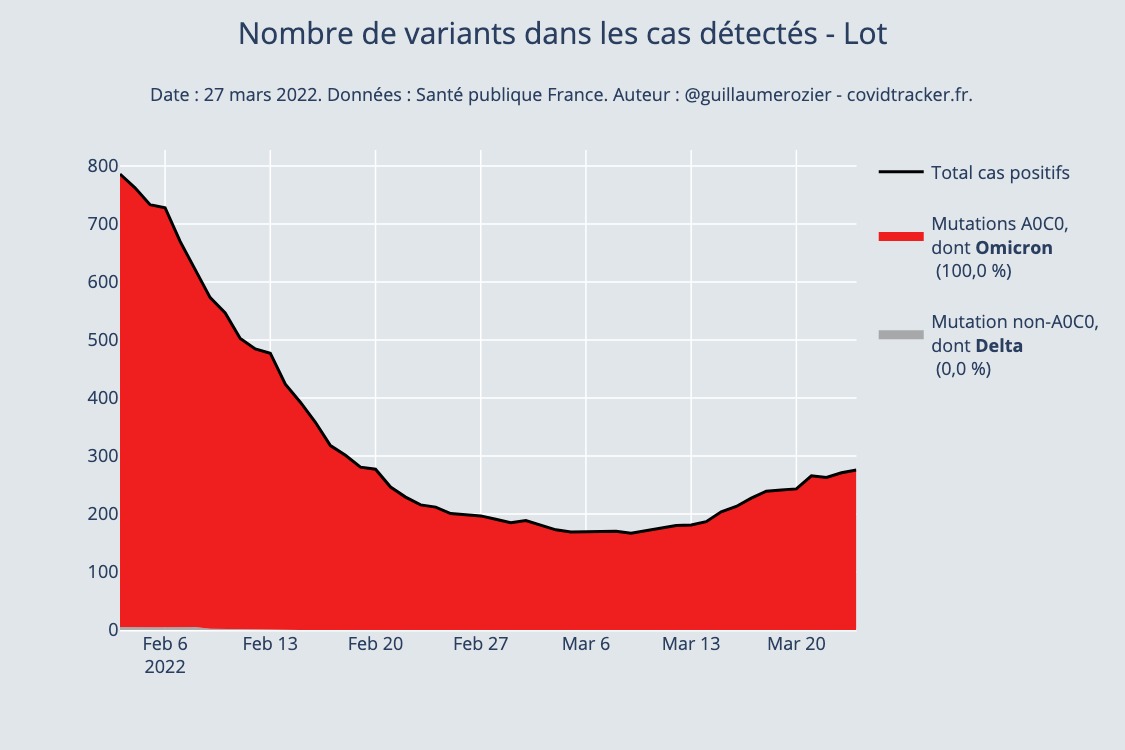 Nombre de variants dans les cas détectés - Lot
Date : 27 mars 2022. Données : Santé publique France. Auteur : @guillaumerozier - covidtracker.fr.
800
700
600
500
400
300
200
100
0
Feb 6
2022
Feb 13
Feb 20
Feb 27
Mar 6
Mar 13
Mar 20
Total cas positifs
Mutations A0C0,
dont Omicron
(100,0 %)
Mutation non-A0C0,
dont Delta
(0,0 %)